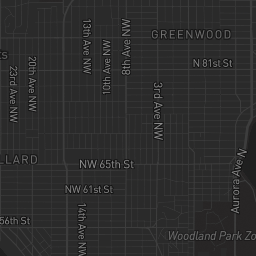 GREENWOOD
13th Ave NW
8th Ave NW
10th Ave NW
N 81st St
20th Ave NW
23rd Ave NW
3rd Ave NW
LLARD
NW 65th St
Aurora Ave N
NW 61st St
56th St
14th Ave NW
Woodland Park Zo